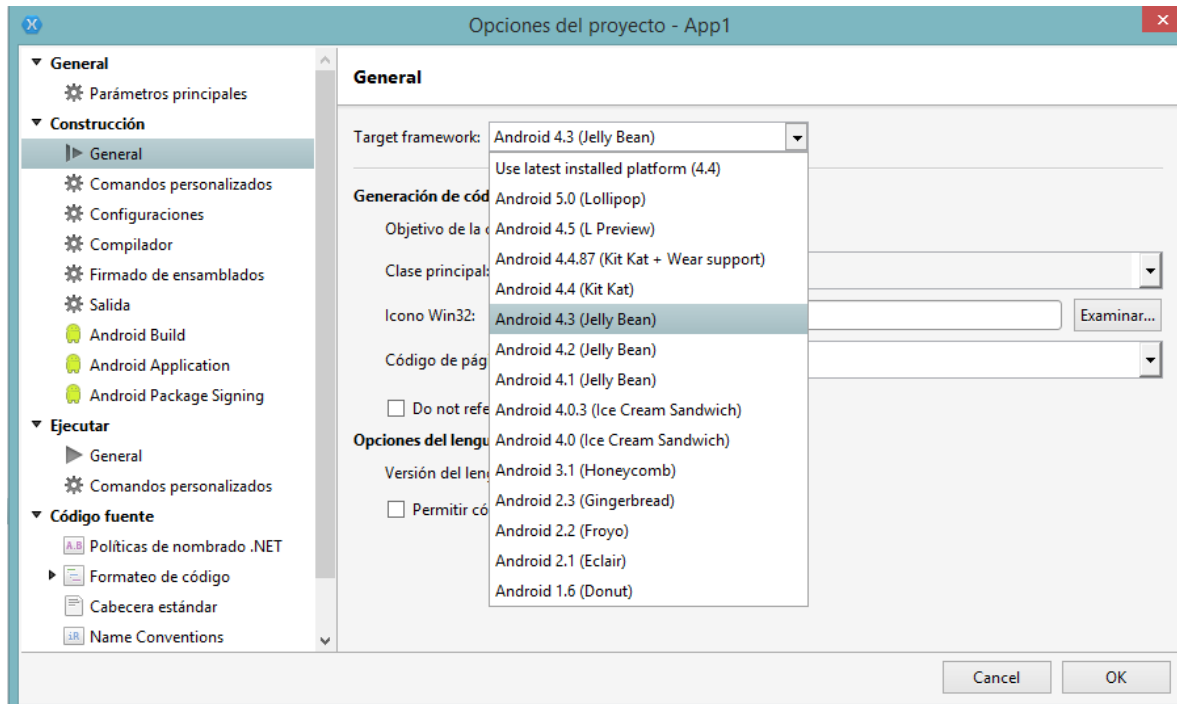 Opciones del proyecto - App1
General
Parámetros principales
Construcción
General
Comandos personalizados
Configuraciones
Compilador
Firmado de ensamblados
Salida
Android Build
Android Application
Android Package Signing
Ejecutar
General
Comandos personalizados
Código fuente
A.B Políticas de nombrado .NET
Formateo de código
Cabecera estándar
iR Name Conventions
General
Target framework: Android 4.3 (Jelly Bean)
Use latest installed platform (4.4)
Generación de cód
Android 5.0 (Lollipop)
Objetivo de la
Android 4.5 (L Preview)
Android 4.4.87 (Kit Kat + Wear support)
Clase principal:
Android 4.4 (Kit Kat)
Icono Win32:
Android 4.3 (Jelly Bean)
Examinar...
Android 4.2 (Jelly Bean)
Código de pág
Android 4.1 (Jelly Bean)
Do not refe
Android 4.0.3 (Ice Cream Sandwich)
Opciones del lengu
Android 4.0 (Ice Cream Sandwich)
Versión del len
Android 3.1 (Honeycomb)
Android 2.3 (Gingerbread)
Permitir có
Android 2.2 (Froyo)
Android 2.1 (Eclair)
Android 1.6 (Donut)
Cancel
OK